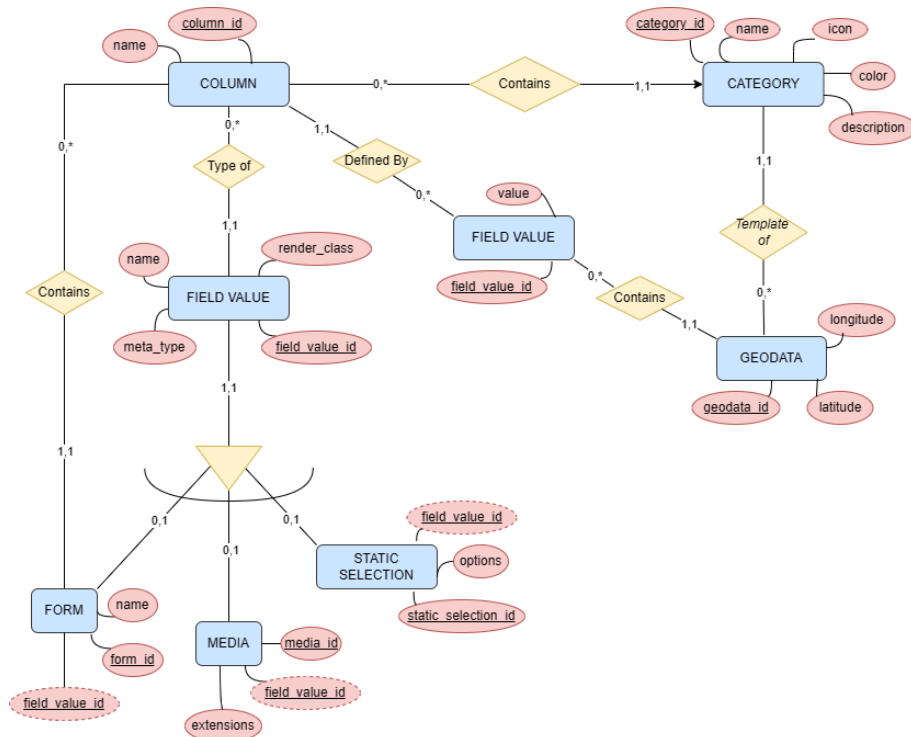 column_id
category_id
name
icon
name
color
COLUMN
0,*
Contains
1,1
CATEGORY
description
0,*
0,*
1,1
Type of
Defined By
1,1
0,*
value
Template
of
name
render_class
1,1
FIELD VALUE
field_value_id
0,*
Contains
FIELD VALUE
Contains
0,*
1,1
longitude
meta_type
field_value_id
GEODATA
1,1
geodata_id
latitude
1,1
0,1
0,1
0,1
field_value_id
STATIC
SELECTION
options
static_selection_id
name
FORM
form_id
MEDIA
media_id
field_value_id
field_value_id
extensions